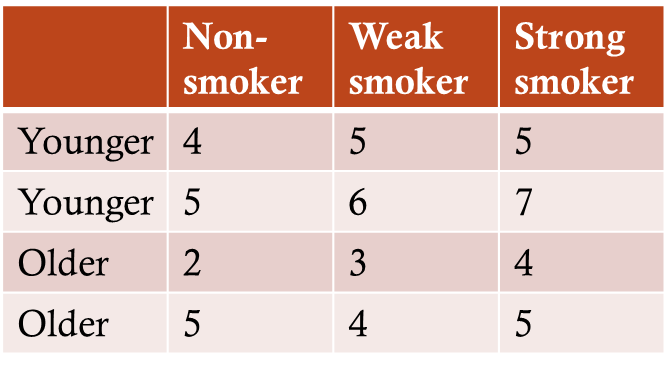 Non-smoker Weak smoker Strong smoker
Younger 4 5 5
Younger 5 6 7
Older 2 3 4
Older 5 4 5